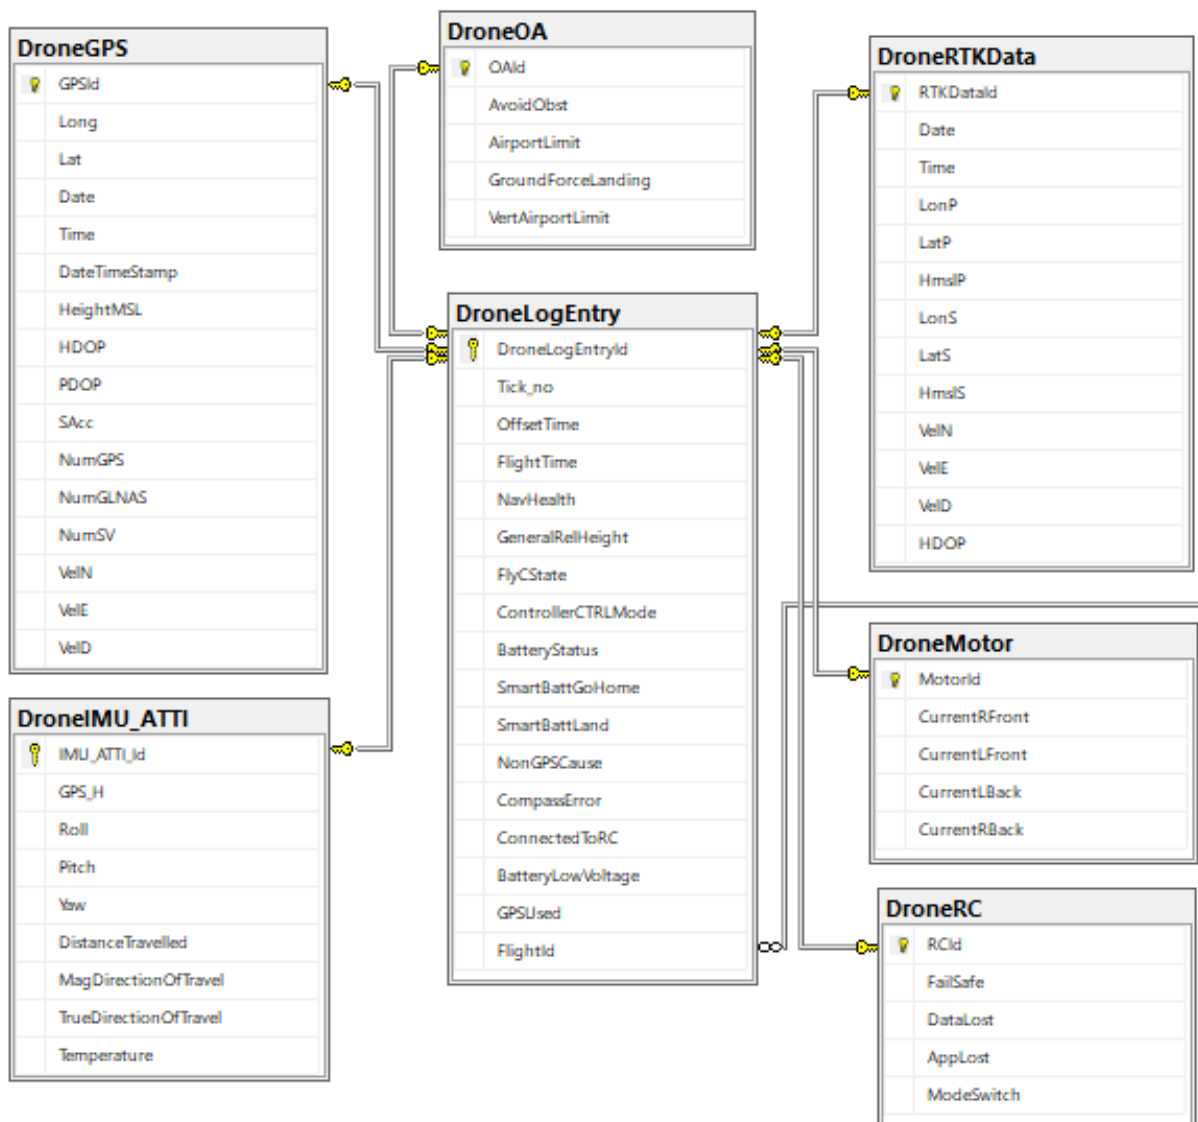 DroneGPS
GPSId
Long
Lat
Date
Time
DateTimeStamp
HeightMSL
HDOP
PDOP
SAcc
NumGPS
NumGLNAS
NumSV
VelN
VelE
VelD
DroneOA
OAId
AvoidObst
AirportLimit
GroundForceLanding
VertAirportLimit
DroneRTKData
RTKDataId
Date
Time
LonP
LatP
HmslP
LonS
LatS
HmslS
VelN
VelE
VelD
HDOP
DroneLogEntry
DroneLogEntryId
Tick_no
OffsetTime
FlightTime
NavHealth
GeneralRelHeight
FlyCState
ControllerCTRLMode
BatteryStatus
SmartBattGoHome
SmartBattLand
NonGPSCause
CompassError
ConnectedToRC
BatteryLowVoltage
GPSUsed
FlightId
DroneIMU_ATTI
IMU_ATTI_Id
GPS_H
Roll
Pitch
Yaw
DistanceTravelled
MagDirectionOfTravel
TrueDirectionOfTravel
Temperature
DroneMotor
MotorId
CurrentRFront
CurrentLFront
CurrentLBack
CurrentRBack
DroneRC
RCId
FailSafe
DataLost
AppLost
ModeSwitch